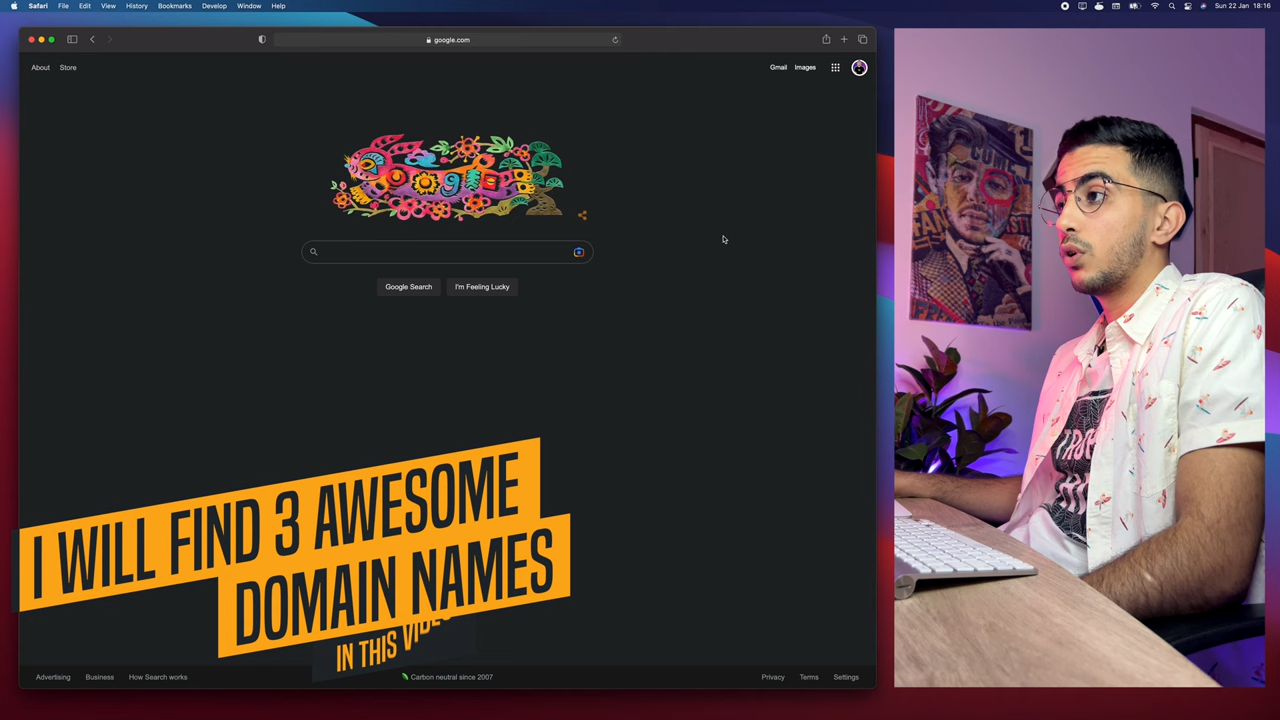 Safari File Edit View History Bookmarks Develop Window Help Sun 22 Jan 18:16
google.com
About Store Gmail Images
Google Search I'm Feeling Lucky
I WILL FIND 3 AWESOME
DOMAIN NAMES
IN THIS VIDEO
Advertising Business How Search works Carbon neutral since 2007 Privacy Terms Settings